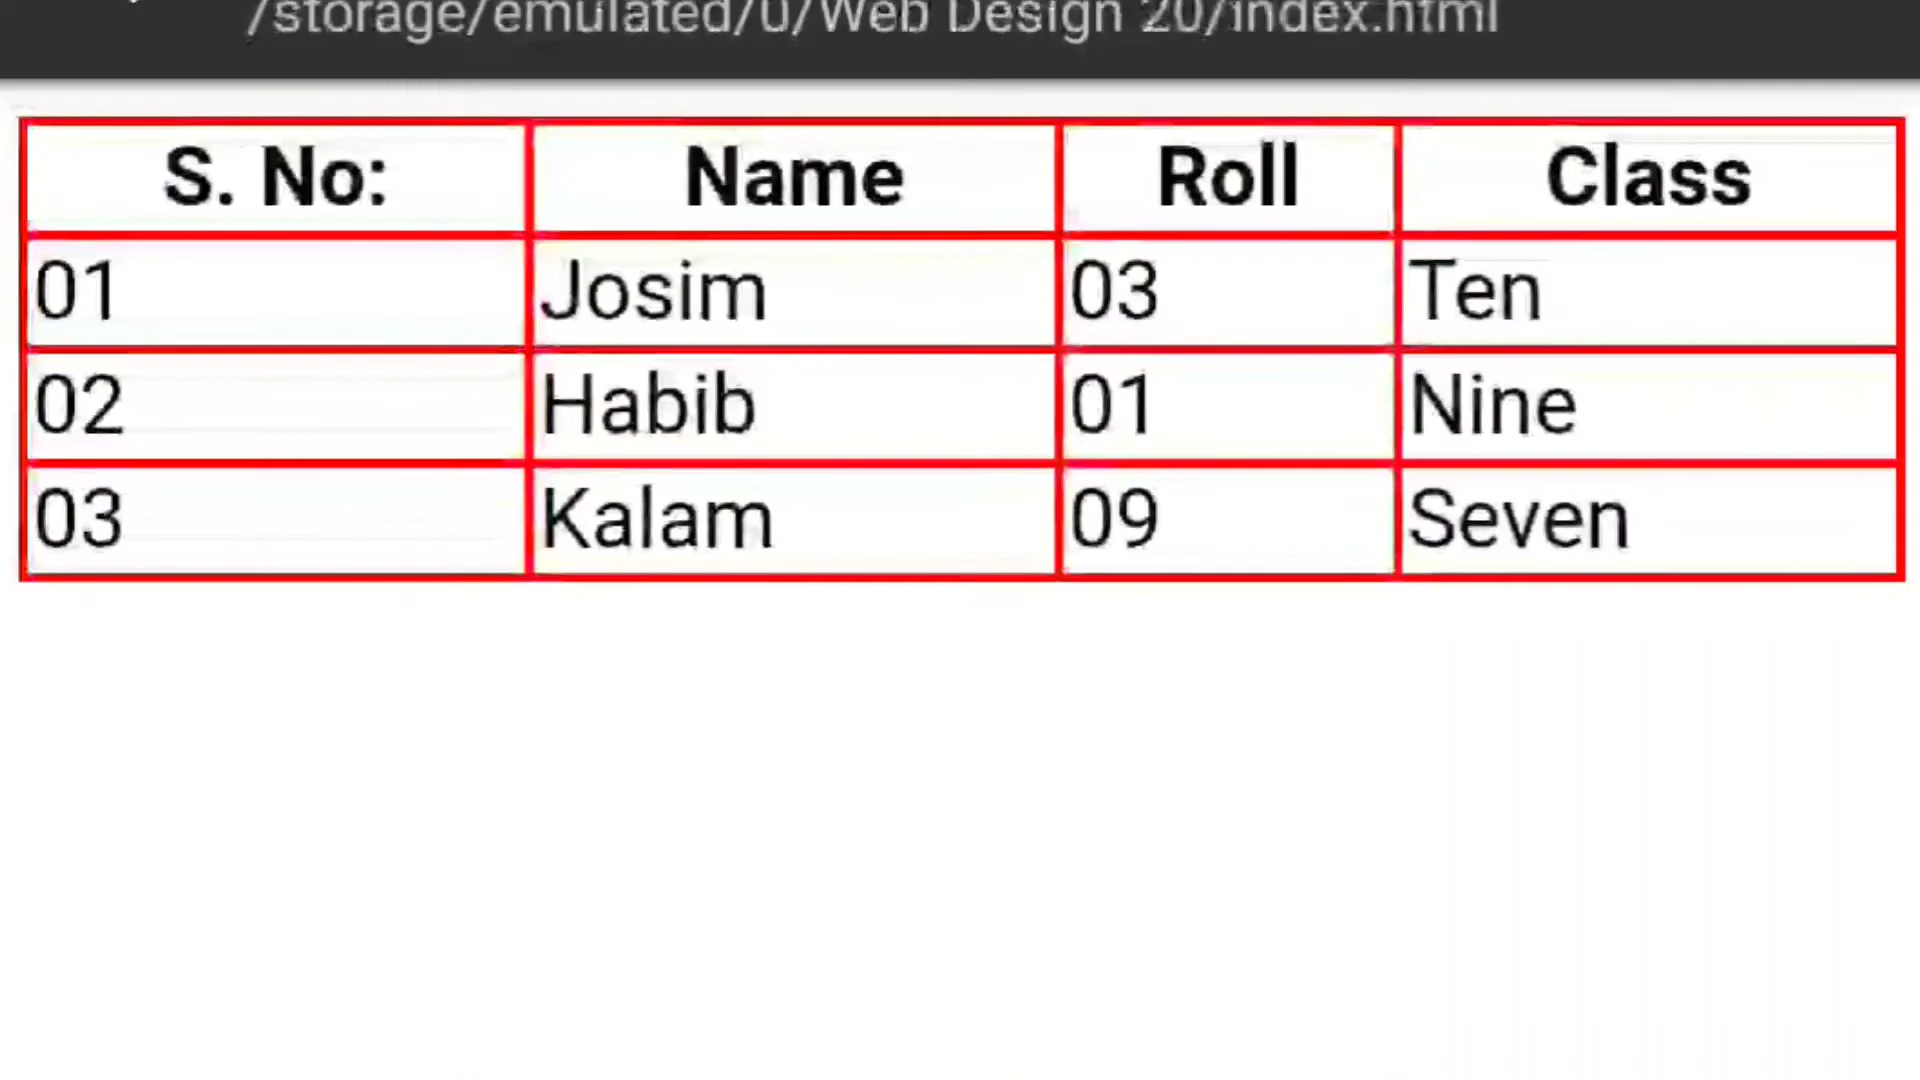 /storage/emulated/0/Web Design 20/index.html
S. No: Name Roll Class
01 Josim 03 Ten
02 Habib 01 Nine
03 Kalam 09 Seven